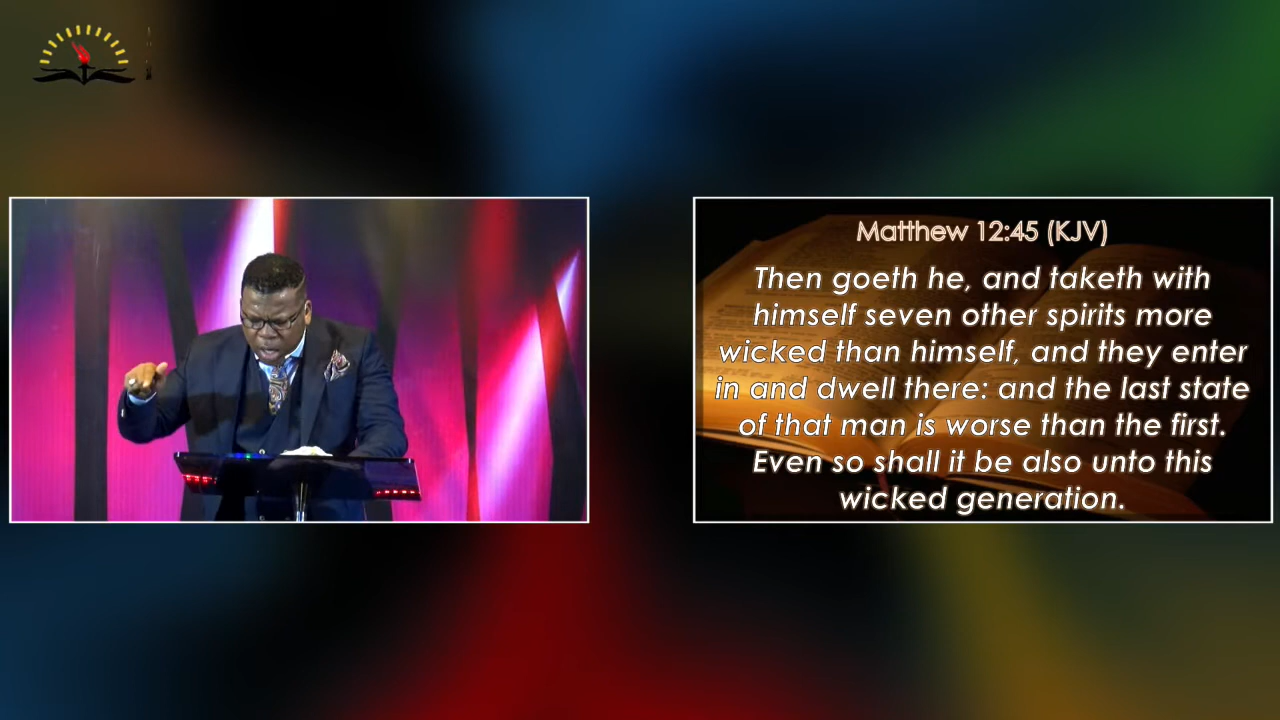 Matthew 12:45 (KJV)
Then goeth he, and taketh with
himself seven other spirits more
wicked than himself, and they enter
in and dwell there: and the last state
of that man is worse than the first.
Even so shall it be also unto this
wicked generation.